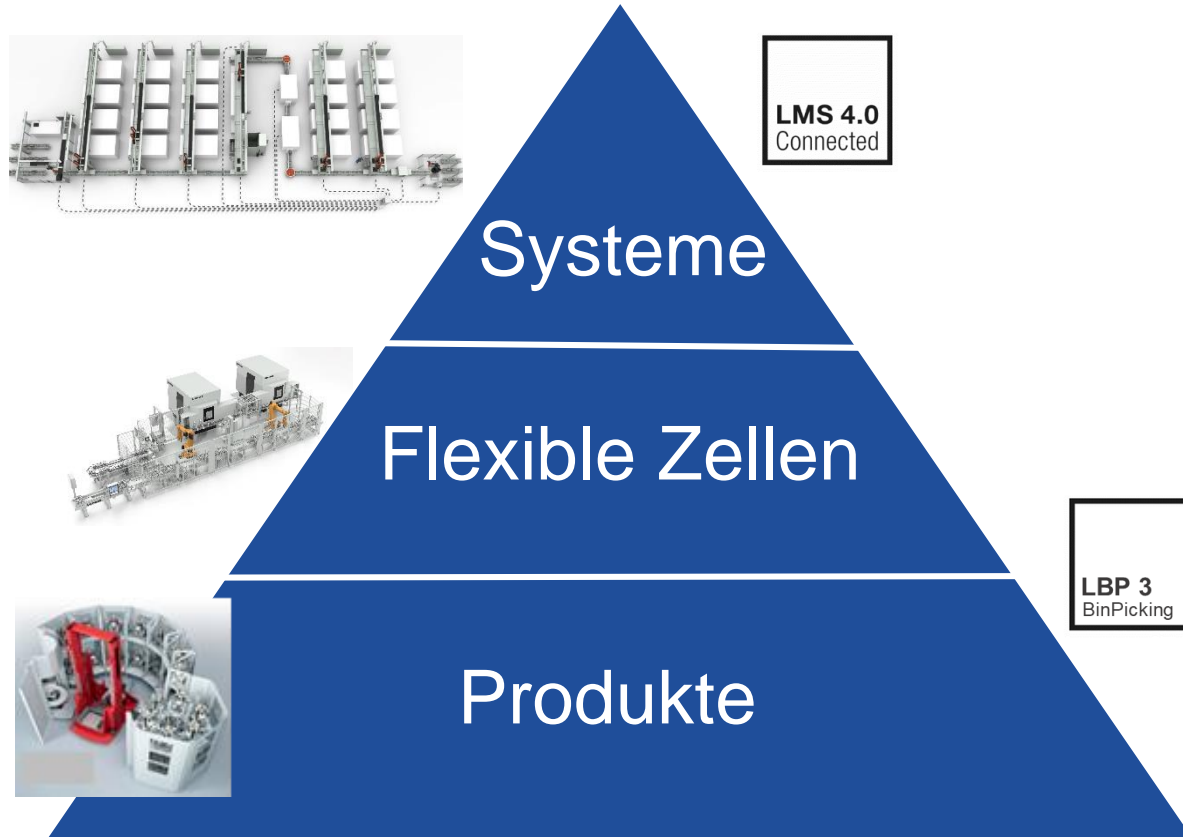 LMS 4.0
Connected
Systeme
Flexible Zellen
LBP 3
BinPicking
Produkte